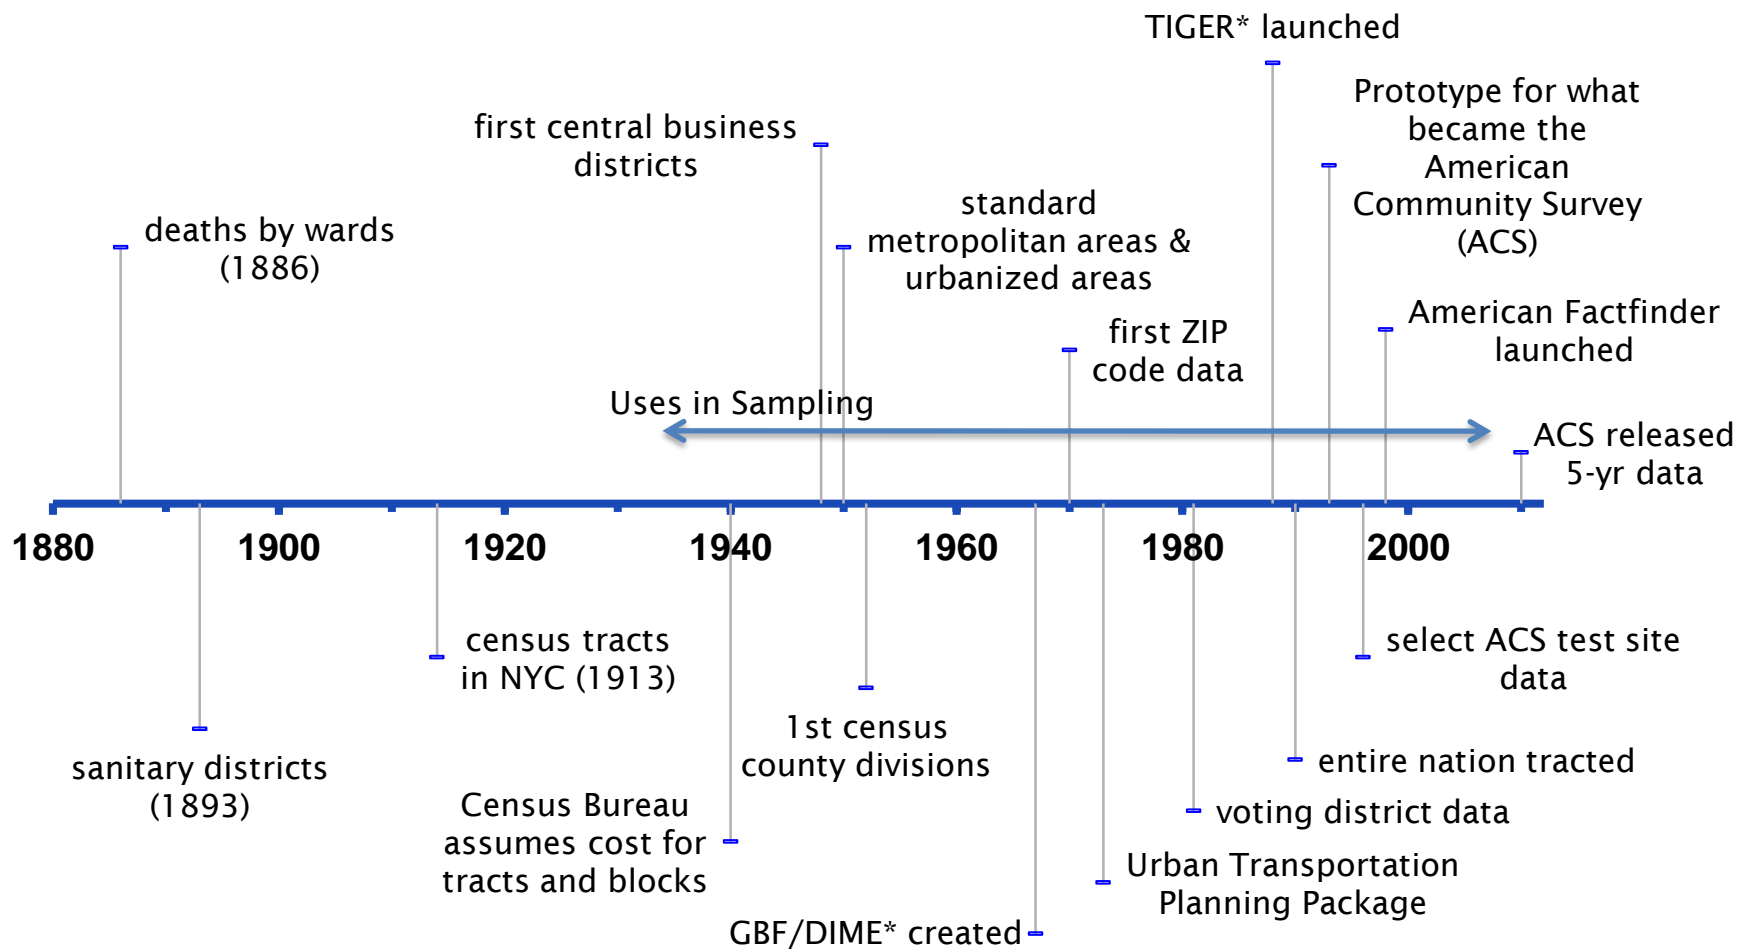 TIGER* launched
Prototype for what
became the
American
Community Survey
(ACS)
first central business
districts
standard
metropolitan areas &
urbanized areas
deaths by wards
(1886)
American Factfinder
launched
first ZIP
code data
Uses in Sampling
ACS released
5-yr data
1880
1900
1920
1940
1960
1980
2000
census tracts
in NYC (1913)
select ACS test site
data
1st census
county divisions
sanitary districts
(1893)
entire nation tracted
Census Bureau
assumes cost for
tracts and blocks
voting district data
Urban Transportation
Planning Package
GBF/DIME* created